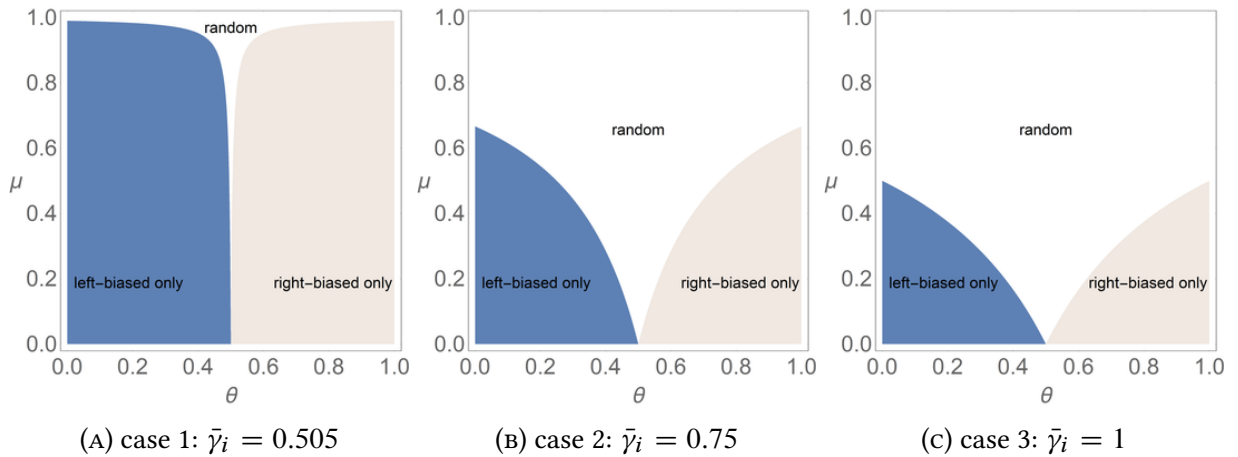 1.0
0.8
0.6
μ
0.4
0.2
0.0
random
left−biased only
right−biased only
0.0 0.2 0.4 0.6 0.8 1.0
θ
(A) case 1: γ̄ᵢ = 0.505
1.0
0.8
0.6
μ
0.4
0.2
0.0
random
left−biased only
right−biased only
0.0 0.2 0.4 0.6 0.8 1.0
θ
(B) case 2: γ̄ᵢ = 0.75
1.0
0.8
0.6
μ
0.4
0.2
0.0
random
left−biased only
right−biased only
0.0 0.2 0.4 0.6 0.8 1.0
θ
(C) case 3: γ̄ᵢ = 1